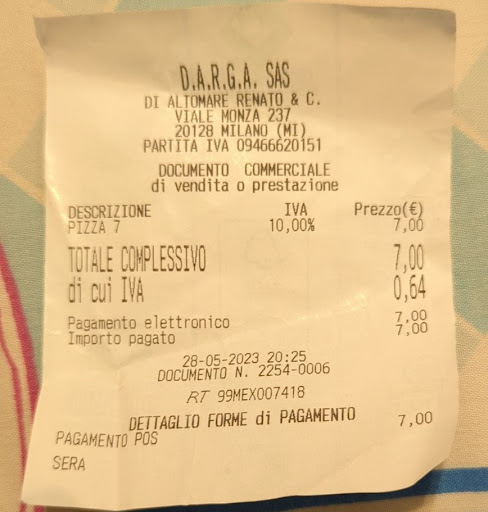 D.A.R.G.A. SAS
DI ALTOMARE RENATO & C.
VIALE MONZA 237
20128 MILANO (MI)
PARTITA IVA 09466620151
DOCUMENTO COMMERCIALE
di vendita o prestazione
DESCRIZIONE IVA Prezzo(€)
PIZZA 7 10,00% 7,00
TOTALE COMPLESSIVO 7,00
di cui IVA 0,64
Pagamento elettronico 7,00
Importo pagato 7,00
28-05-2023 20:25
DOCUMENTO N. 2254-0006
RT 99MEX007418
DETTAGLIO FORME di PAGAMENTO
PAGAMENTO POS 7,00
SERA